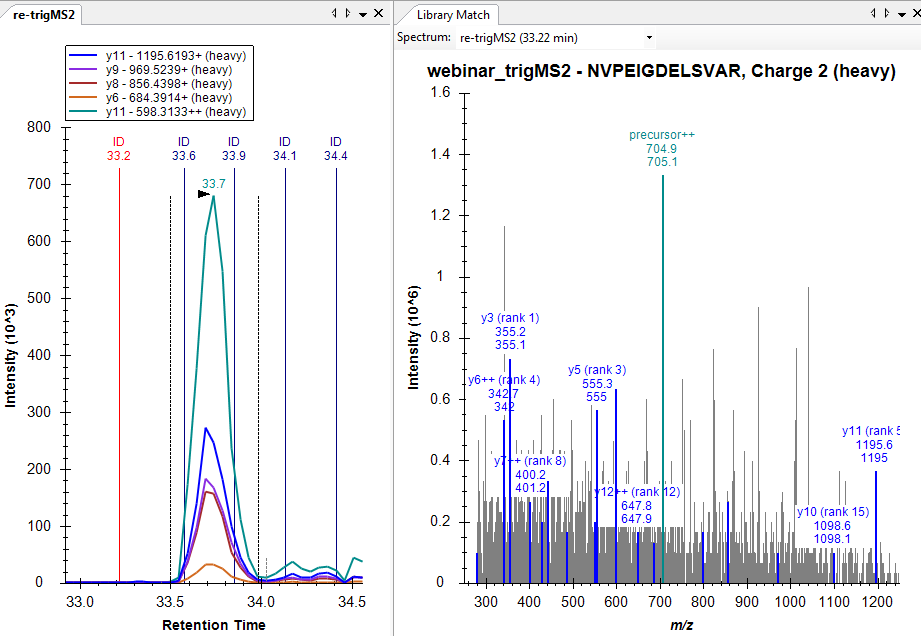 re-trigMS2
y11 - 1195.6193+ (heavy)
y9 - 969.5239+ (heavy)
y8 - 856.4398+ (heavy)
y6 - 684.3914+ (heavy)
y11 - 598.3133++ (heavy)
800
700
600
500
400
300
200
100
0
Intensity (10^3)
ID
33.2
ID
33.6
ID
33.9
ID
34.1
ID
34.4
33.7
33.0
33.5
34.0
34.5
Retention Time
Library Match
Spectrum: re-trigMS2 (33.22 min)
webinar_trigMS2 - NVPEIGDELSVAR, Charge 2 (heavy)
1.6
1.4
1.2
1
0.8
0.6
0.4
0.2
0
Intensity (10^6)
precursor++
704.9
705.1
y3 (rank 1)
355.2
355.1
y6++ (rank 4)
342.7
342
y5 (rank 3)
555.3
555
y7++ (rank 8)
400.2
401.2
y12++ (rank 12)
647.8
647.9
y11 (rank 5
1195.6
1195
y10 (rank 15)
1098.6
1098.1
300
400
500
600
700
800
900
1000
1100
1200
m/z